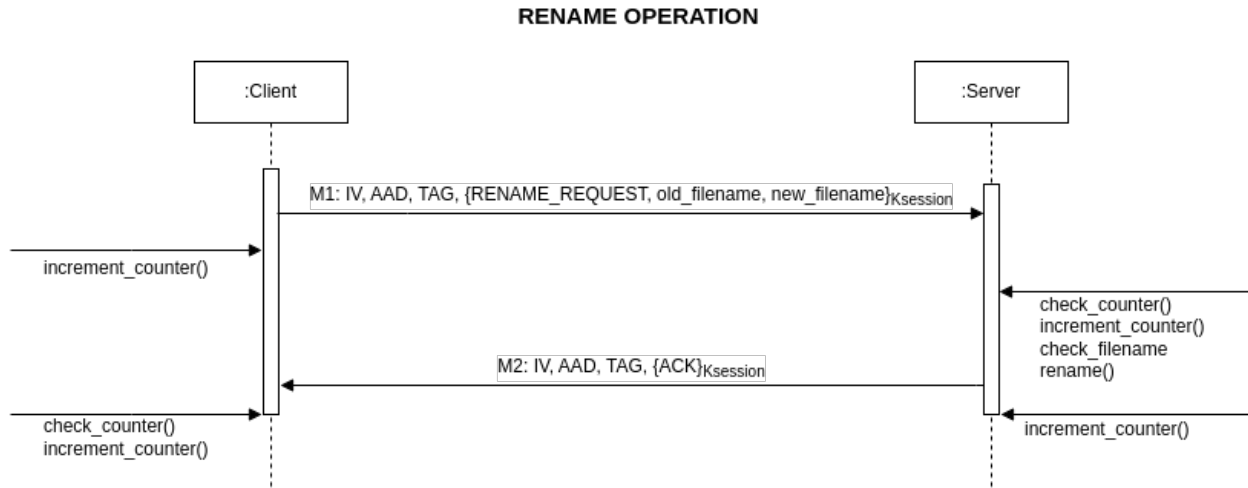 RENAME OPERATION
:Client
:Server
M1: IV, AAD, TAG, {RENAME_REQUEST, old_filename, new_filename}Ksession
increment_counter()
check_counter()
increment_counter()
check_filename
rename()
M2: IV, AAD, TAG, {ACK}Ksession
check_counter()
increment_counter()
increment_counter()